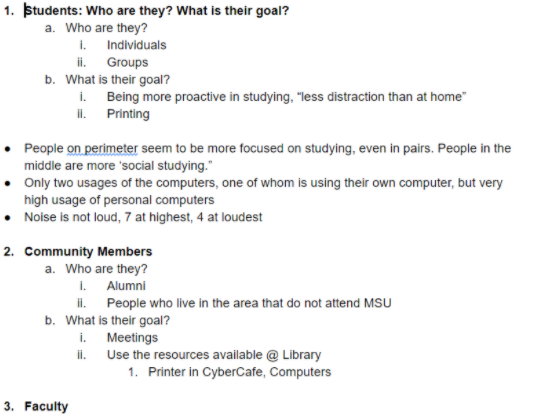 1. Students: Who are they? What is their goal?
a. Who are they?
i. Individuals
ii. Groups
b. What is their goal?
i. Being more proactive in studying, “less distraction than at home”
ii. Printing
● People on perimeter seem to be more focused on studying, even in pairs. People in the
middle are more ‘social studying.”
● Only two usages of the computers, one of whom is using their own computer, but very
high usage of personal computers
● Noise is not loud, 7 at highest, 4 at loudest
2. Community Members
a. Who are they?
i. Alumni
ii. People who live in the area that do not attend MSU
b. What is their goal?
i. Meetings
ii. Use the resources available @ Library
1. Printer in CyberCafe, Computers
3. Faculty